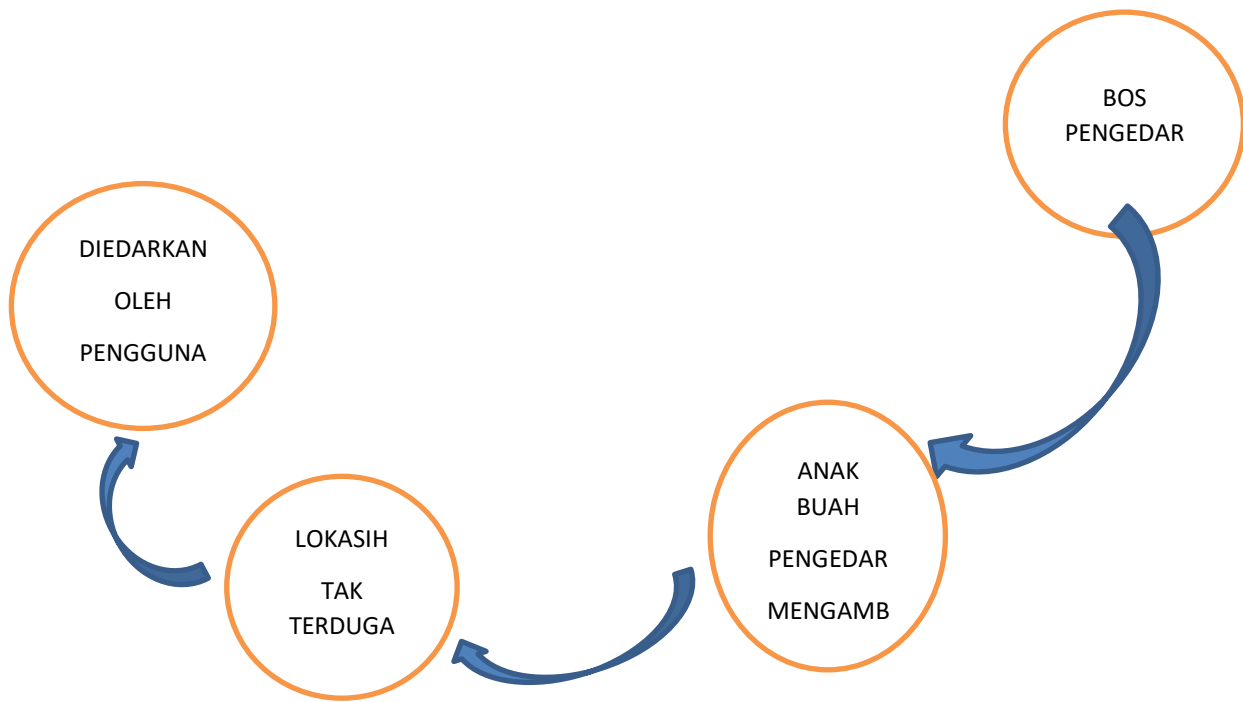 BOS
PENGEDAR
ANAK
BUAH
PENGEDAR
MENGAMB
LOKASIH
TAK
TERDUGA
DIEDARKAN
OLEH
PENGGUNA